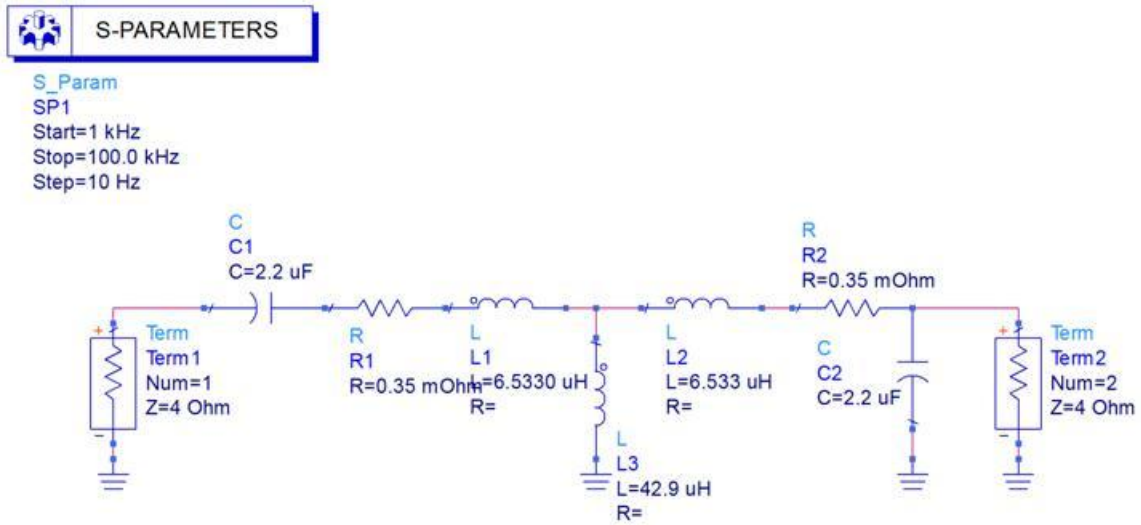 S-PARAMETERS
S_Param
SP1
Start=1 kHz
Stop=100.0 kHz
Step=10 Hz
C
C1
C=2.2 uF
R
R2
R=0.35 mOhm
+
Term
Term1
Num=1
Z=4 Ohm
−
R
R1
R=0.35 mOhm
L
L1
L=6.5330 uH
R=
L
L2
L=6.533 uH
R=
C
C2
C=2.2 uF
+
Term
Term2
Num=2
Z=4 Ohm
−
L
L3
L=42.9 uH
R=